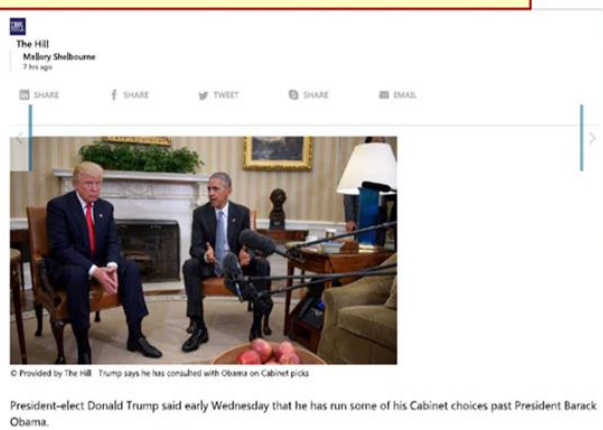 The Hill
Mallory Shelbourne
7 hrs ago
in SHARE f SHARE TWEET S SHARE EMAIL
© Provided by The Hill Trump says he has consulted with Obama on Cabinet picks
President-elect Donald Trump said early Wednesday that he has run some of his Cabinet choices past President Barack
Obama.